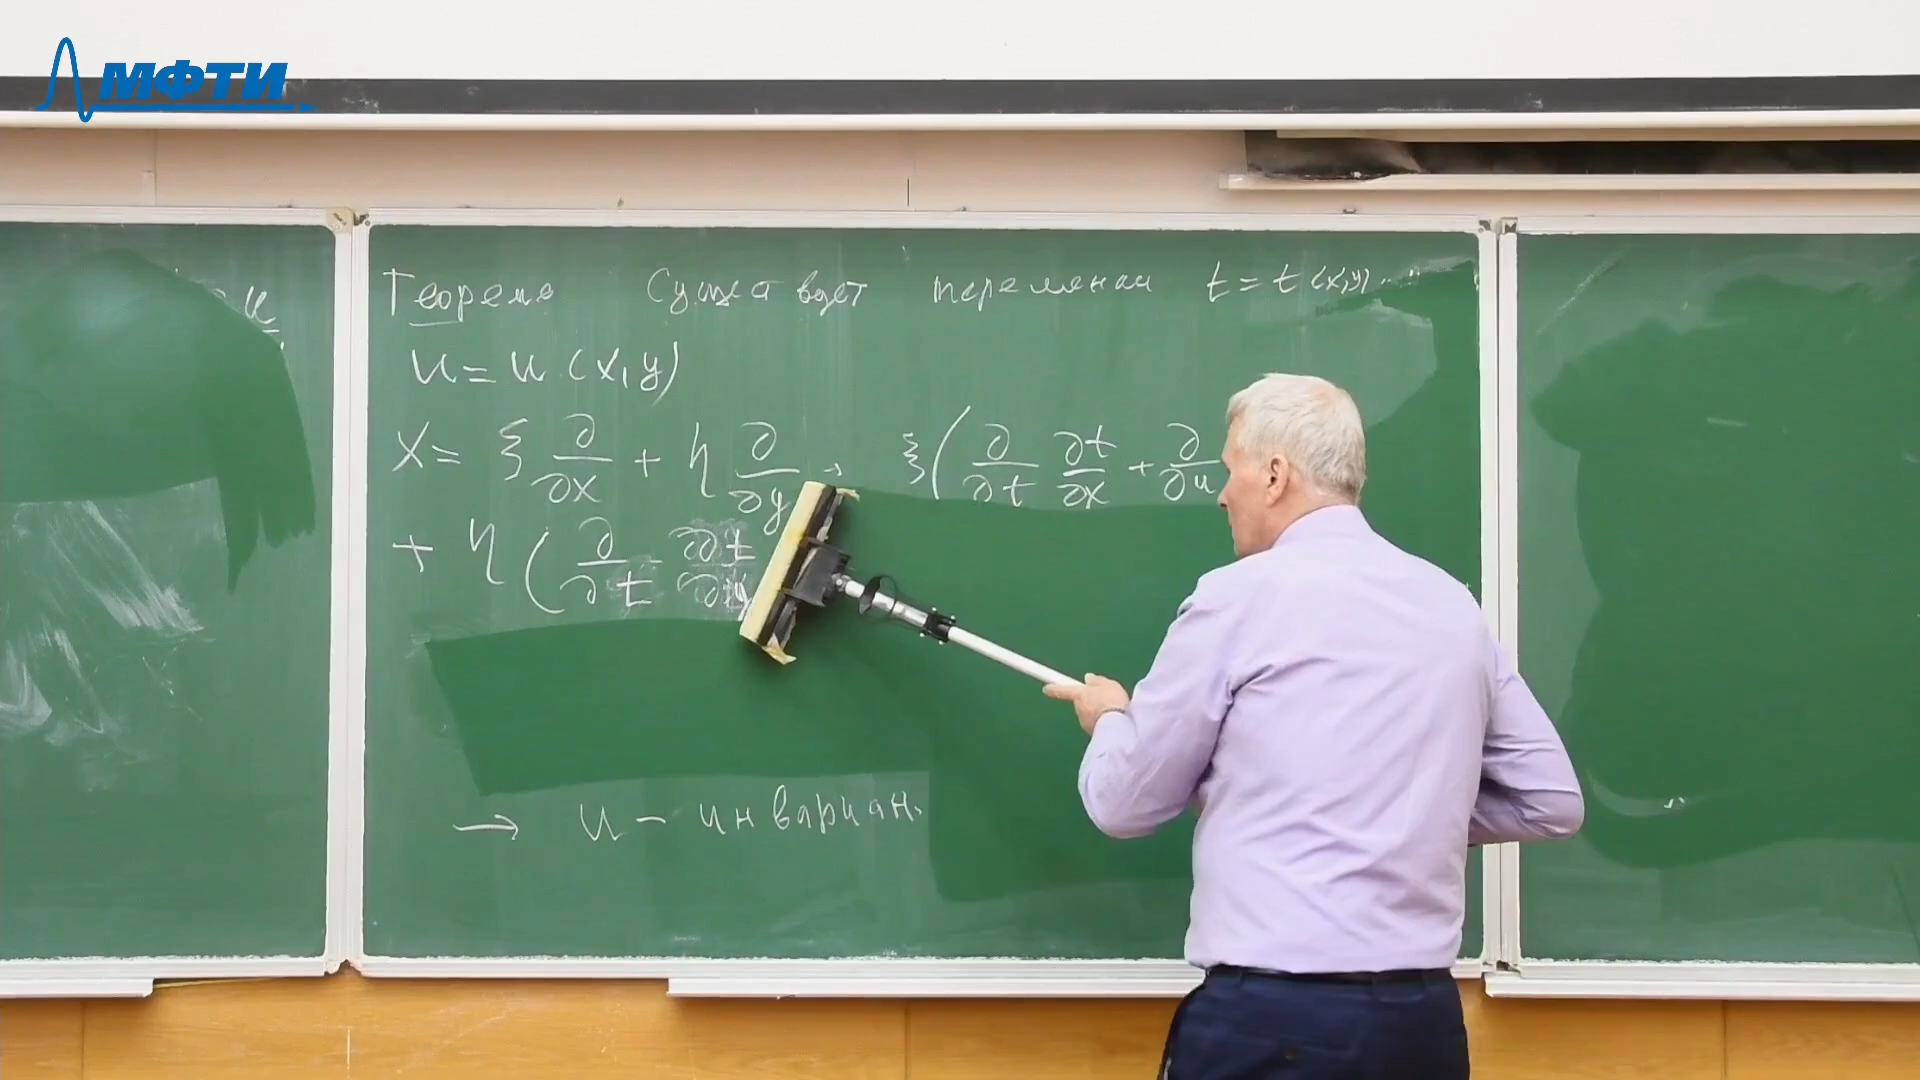 МФТИ
u
Теорема Существует переменная t = t(x,y)
u = u(x,y)
X = ξ ∂/∂x + η ∂/∂y → ξ(∂/∂t ∂t/∂x + ∂/∂u
+ η(∂/∂t ∂t/∂y
→ u – инвариан